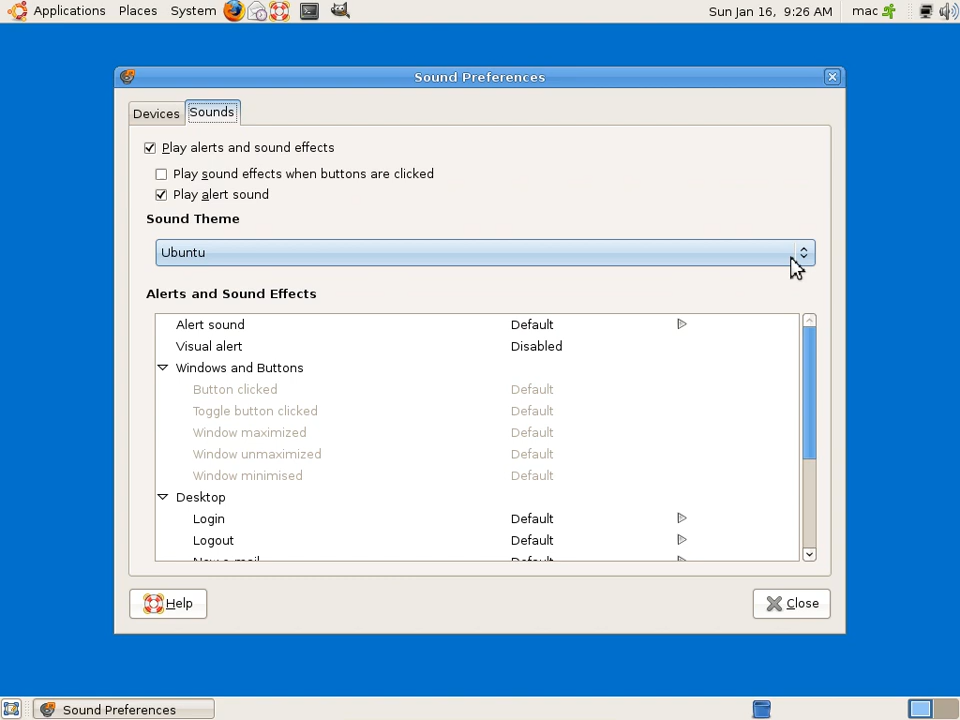 Applications Places System Sun Jan 16, 9:26 AM mac
Sound Preferences
Devices Sounds
Play alerts and sound effects
Play sound effects when buttons are clicked
Play alert sound
Sound Theme
Ubuntu
Alerts and Sound Effects
Alert sound Default
Visual alert Disabled
Windows and Buttons
Button clicked Default
Toggle button clicked Default
Window maximized Default
Window unmaximized Default
Window minimised Default
Desktop
Login Default
Logout Default
New e-mail Default
Help Close
Sound Preferences